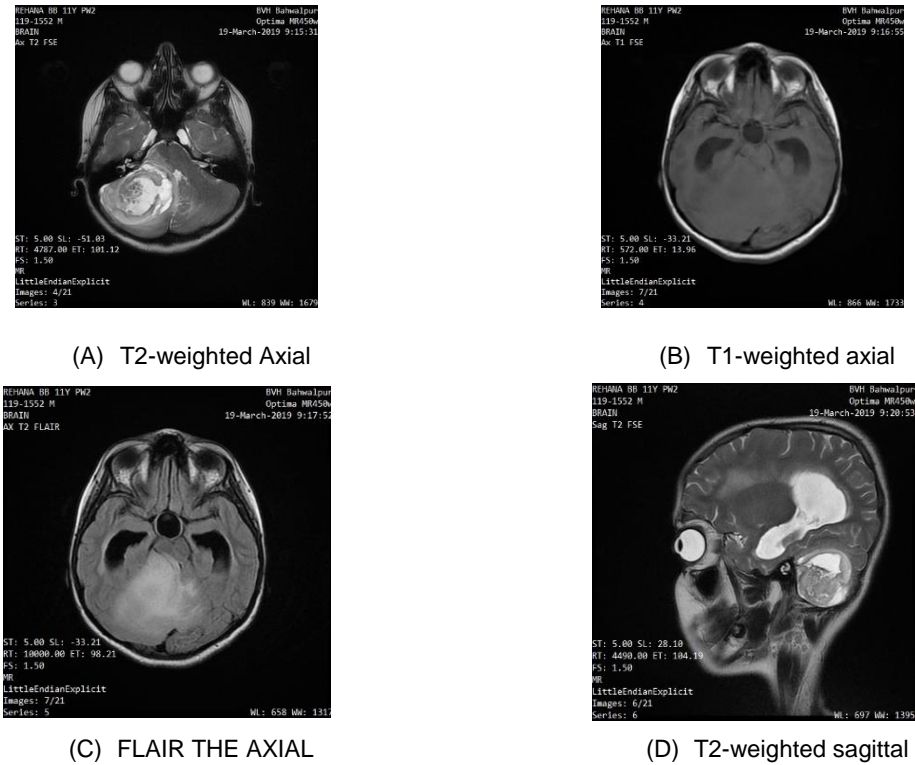 REHANA BB 11Y PW2
119-1552 M
BRAIN
Ax T2 FSE
BVH Bahwalpur
Optima MR450w
19-March-2019 9:15:31
ST: 5.00 SL: -51.03
RT: 4787.00 ET: 101.12
FS: 1.50
MR
LittleEndianExplicit
Images: 4/21
Series: 3
WL: 839 WW: 1679
(A) T2-weighted Axial
REHANA BB 11Y PW2
119-1552 M
BRAIN
Ax T1 FSE
BVH Bahwalpur
Optima MR450w
19-March-2019 9:16:55
ST: 5.00 SL: -33.21
RT: 572.00 ET: 13.96
FS: 1.50
MR
LittleEndianExplicit
Images: 7/21
Series: 4
WL: 866 WW: 1733
(B) T1-weighted axial
REHANA BB 11Y PW2
119-1552 M
BRAIN
AX T2 FLAIR
BVH Bahwalpur
Optima MR450w
19-March-2019 9:17:52
ST: 5.00 SL: -33.21
RT: 10000.00 ET: 98.21
FS: 1.50
MR
LittleEndianExplicit
Images: 7/21
Series: 5
WL: 658 WW: 1317
(C) FLAIR THE AXIAL
REHANA BB 11Y PW2
119-1552 M
BRAIN
Sag T2 FSE
BVH Bahwalpur
Optima MR450w
19-March-2019 9:20:53
ST: 5.00 SL: 28.10
RT: 4490.00 ET: 104.19
FS: 1.50
MR
LittleEndianExplicit
Images: 6/21
Series: 6
WL: 697 WW: 1395
(D) T2-weighted sagittal